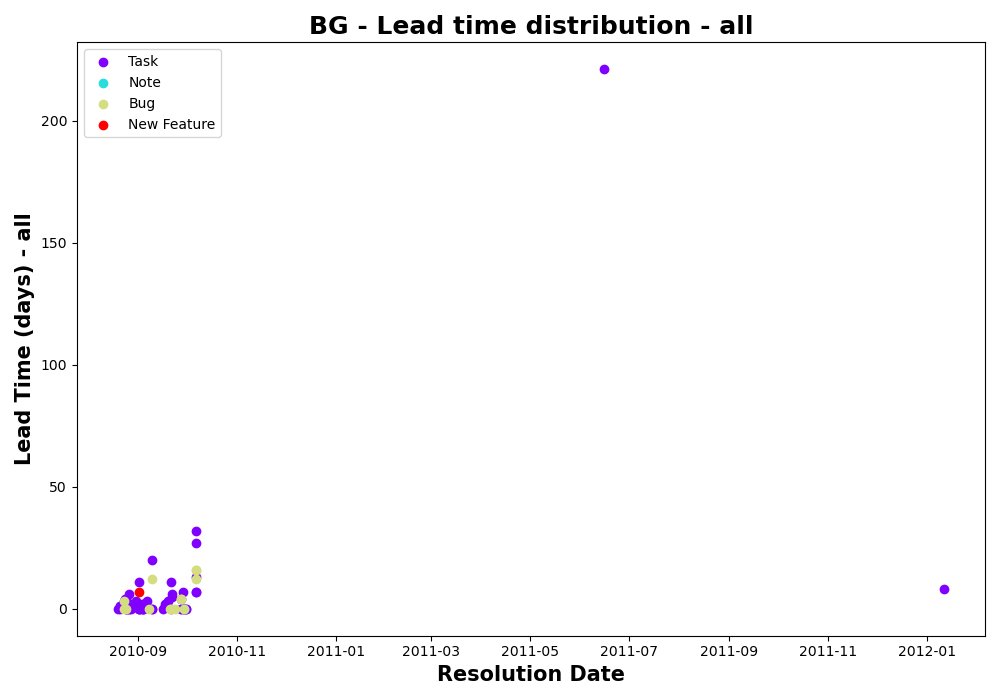 BG - Lead time distribution - all
Task
Note
Bug
New Feature
Lead Time (days) - all
200
150
100
50
0
2010-09 2010-11 2011-01 2011-03 2011-05 2011-07 2011-09 2011-11 2012-01
Resolution Date